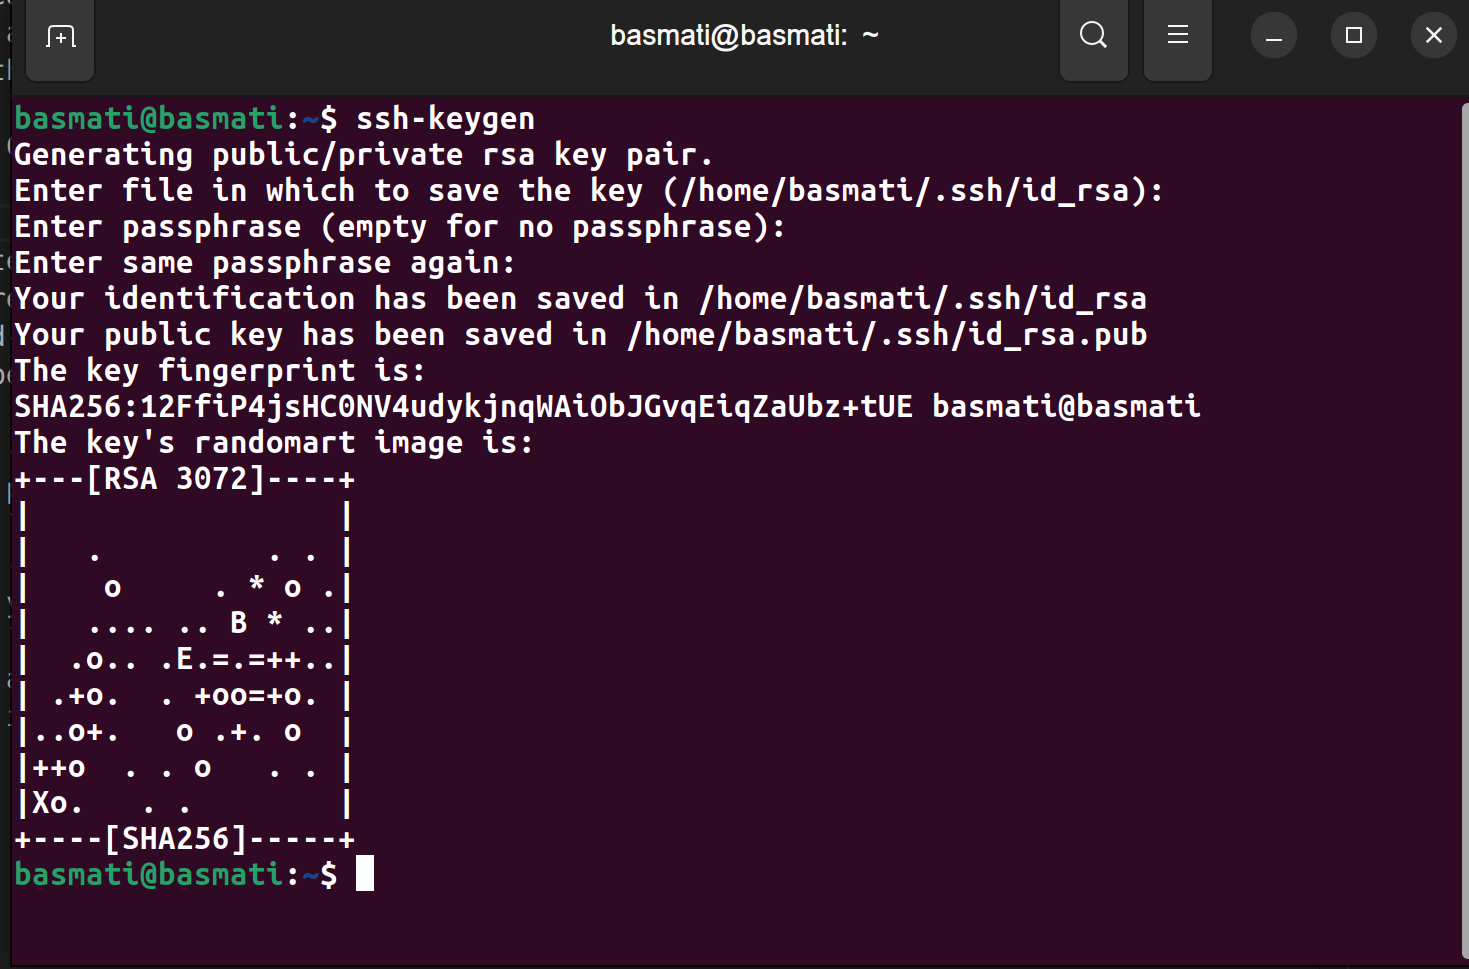 basmati@basmati: ~
basmati@basmati:~$ ssh-keygen
Generating public/private rsa key pair.
Enter file in which to save the key (/home/basmati/.ssh/id_rsa):
Enter passphrase (empty for no passphrase):
Enter same passphrase again:
Your identification has been saved in /home/basmati/.ssh/id_rsa
Your public key has been saved in /home/basmati/.ssh/id_rsa.pub
The key fingerprint is:
SHA256:12FfiP4jsHC0NV4udykjnqWAiObJGvqEiqZaUbz+tUE basmati@basmati
The key's randomart image is:
+---[RSA 3072]----+
|                 |
|   .         . . |
|    o     . * o .|
|   .... .. B * ..|
|  .o.. .E.=.=++..|
| .+o.  . +oo=+o. |
|..o+.   o .+. o  |
|++o  . . o   . . |
|Xo.   . .        |
+----[SHA256]-----+
basmati@basmati:~$